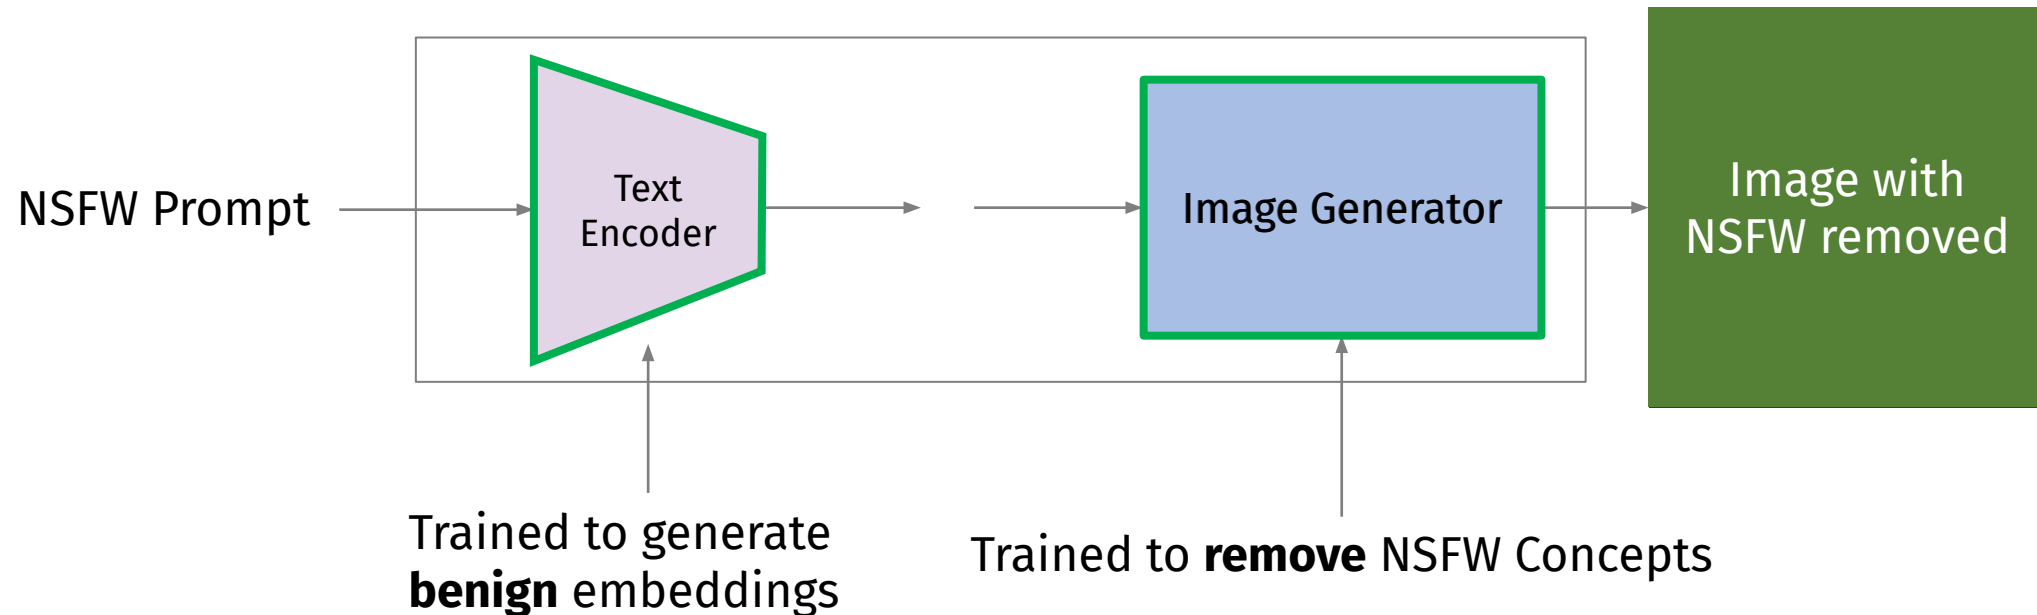 NSFW Prompt
Text
Encoder
Image Generator
Image with
NSFW removed
Trained to generate
benign embeddings
Trained to remove NSFW Concepts